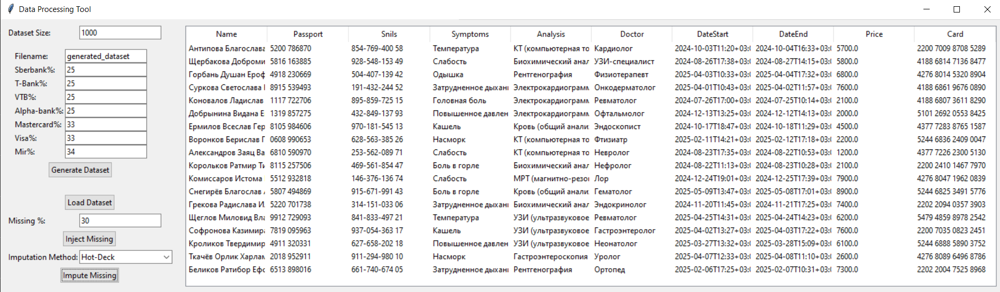 Data Processing Tool
Dataset Size: 1000
Filename: generated_dataset
Sberbank%: 25
T-Bank%: 25
VTB%: 25
Alpha-bank%: 25
Mastercard%: 33
Visa%: 33
Mir%: 34
Generate Dataset
Load Dataset
Missing %: 30
Inject Missing
Imputation Method: Hot-Deck
Impute Missing
Name Passport Snils Symptoms Analysis Doctor DateStart DateEnd Price Card
Антипова Благослава 5200 786870 854-769-400 58 Температура КТ (компьютерная то Кардиолог 2024-10-03T11:20+03:( 2024-10-04T16:33+03:( 5700.0 2200 7009 8708 5289
Щербакова Доброми 5816 163885 928-548-153 49 Слабость Биохимический анал УЗИ-специалист 2024-08-26T17:38+03:( 2024-08-27T14:15+03:( 5800.0 4188 6814 7136 8477
Горбань Душан Ероф 4918 230669 504-407-139 42 Одышка Рентгенография Физиотерапевт 2025-04-03T10:33+03:( 2025-04-04T17:32+03:( 6800.0 4276 8014 5320 8904
Суркова Светослава 8915 539493 191-432-244 52 Затрудненное дыхан Электрокардиограмм Онкодерматолог 2025-04-01T10:43+03:( 2025-04-02T11:57+03:( 7600.0 4188 6861 9676 0890
Коновалов Ладислав 1117 722706 895-859-725 15 Головная боль Электрокардиограмм Ревматолог 2024-07-26T17:00+03:( 2024-07-25T10:14+03:( 2100.0 4188 6807 3611 8290
Добрынина Видана Е 1319 857275 432-849-137 93 Повышенное давлен Электрокардиограмм Офтальмолог 2024-12-13T13:25+03:( 2024-12-12T14:13+03:( 2000.0 5101 2692 0553 8425
Ермилов Всеслав Гер 8105 984606 970-181-545 13 Кашель Кровь (общий анали Эндоскопист 2024-10-17T18:47+03:( 2024-10-18T11:29+03:( 4500.0 4377 7283 8765 1587
Воронков Берислав Г 0608 990653 628-563-385 26 Насморк КТ (компьютерная то Фтизиатр 2025-02-11T14:21+03:( 2025-02-12T17:18+03:( 2200.0 5244 6836 2409 0047
Александров Заяц Ва 6810 590970 253-562-089 71 Слабость КТ (компьютерная то Невролог 2024-08-23T17:35+03:( 2024-08-22T10:53+03:( 1200.0 4377 7226 2300 5130
Корольков Ратмир Ти 8115 257506 469-561-854 47 Боль в горле Биохимический анал Нефролог 2024-08-22T11:13+03:( 2024-08-23T10:28+03:( 2100.0 2200 2410 1467 7970
Комиссаров Истома 5512 932818 146-376-136 74 Слабость МРТ (магнитно-резо Лор 2024-12-24T19:01+03:( 2024-12-25T17:39+03:( 7900.0 4276 8047 1962 0839
Снегирёв Благослав 5807 494869 915-671-991 43 Боль в горле Кровь (общий анали Гематолог 2025-05-09T13:47+03:( 2025-05-08T17:01+03:( 8900.0 5244 6825 3491 5776
Грекова Радислава И 5220 701738 314-151-033 06 Затрудненное дыхан Биохимический анал Эндокринолог 2024-11-20T11:45+03:( 2024-11-21T17:25+03:( 7400.0 2202 2094 0357 3903
Щеглов Миловид Вла 9912 729093 841-833-497 21 Температура УЗИ (ультразвуковое Ревматолог 2025-04-25T14:31+03:( 2025-04-24T14:23+03:( 6200.0 5479 4859 8978 2542
Софронова Казимира 7819 095963 937-054-363 17 Кашель УЗИ (ультразвуковое Гастроэнтеролог 2025-04-02T13:27+03:( 2025-04-03T17:22+03:( 7600.0 2200 7035 0823 2451
Кроликов Твердимир 4911 320331 627-658-202 18 Повышенное давлен УЗИ (ультразвуковое Неонатолог 2025-03-27T13:32+03:( 2025-03-28T15:09+03:( 6100.0 5244 6888 5890 3752
Ткачёв Орлик Харлам 2018 952911 911-294-980 10 Насморк Гастроэнтероскопия Уролог 2025-04-07T12:33+03:( 2025-04-08T11:10+03:( 2600.0 4276 8089 6496 8786
Беликов Ратибор Ефс 6513 898016 661-740-674 05 Затрудненное дыхан Рентгенография Ортопед 2025-02-06T17:25+03:( 2025-02-07T10:31+03:( 7300.0 2202 2004 7525 8968